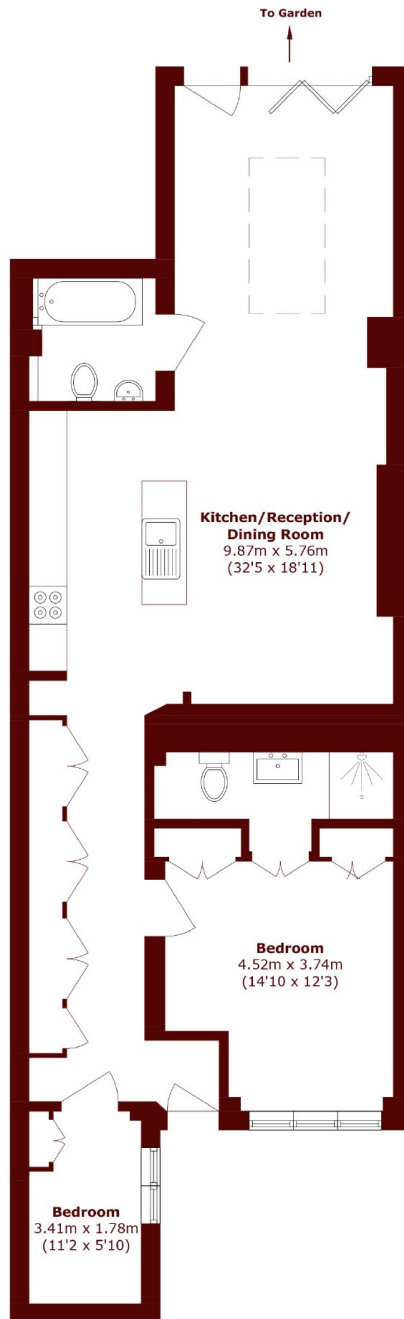 To Garden
Kitchen/Reception/
Dining Room
9.87m x 5.76m
(32'5 x 18'11)
Bedroom
4.52m x 3.74m
(14'10 x 12'3)
Bedroom
3.41m x 1.78m
(11'2 x 5'10)